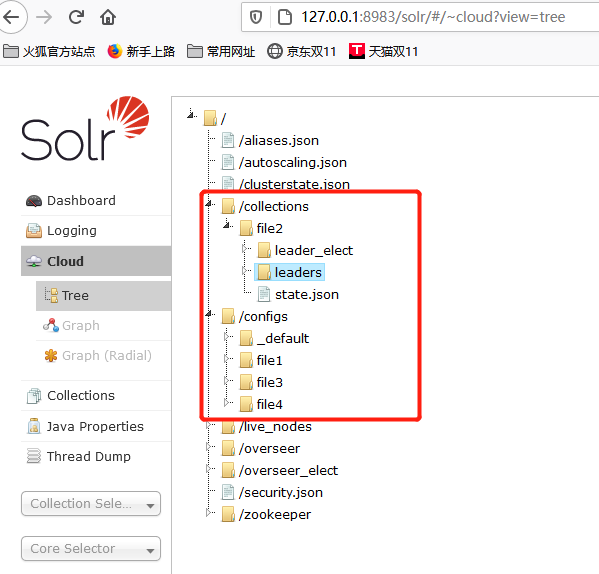 127.0.0.1:8983/solr/#/~cloud?view=tree
火狐官方站点 新手上路 常用网址 京东双11 天猫双11
Solr
Dashboard
Logging
Cloud
Tree
Graph
Graph (Radial)
Collections
Java Properties
Thread Dump
Collection Sele...
Core Selector
/
/aliases.json
/autoscaling.json
/clusterstate.json
/collections
file2
leader_elect
leaders
state.json
/configs
_default
file1
file3
file4
/live_nodes
/overseer
/overseer_elect
/security.json
/zookeeper